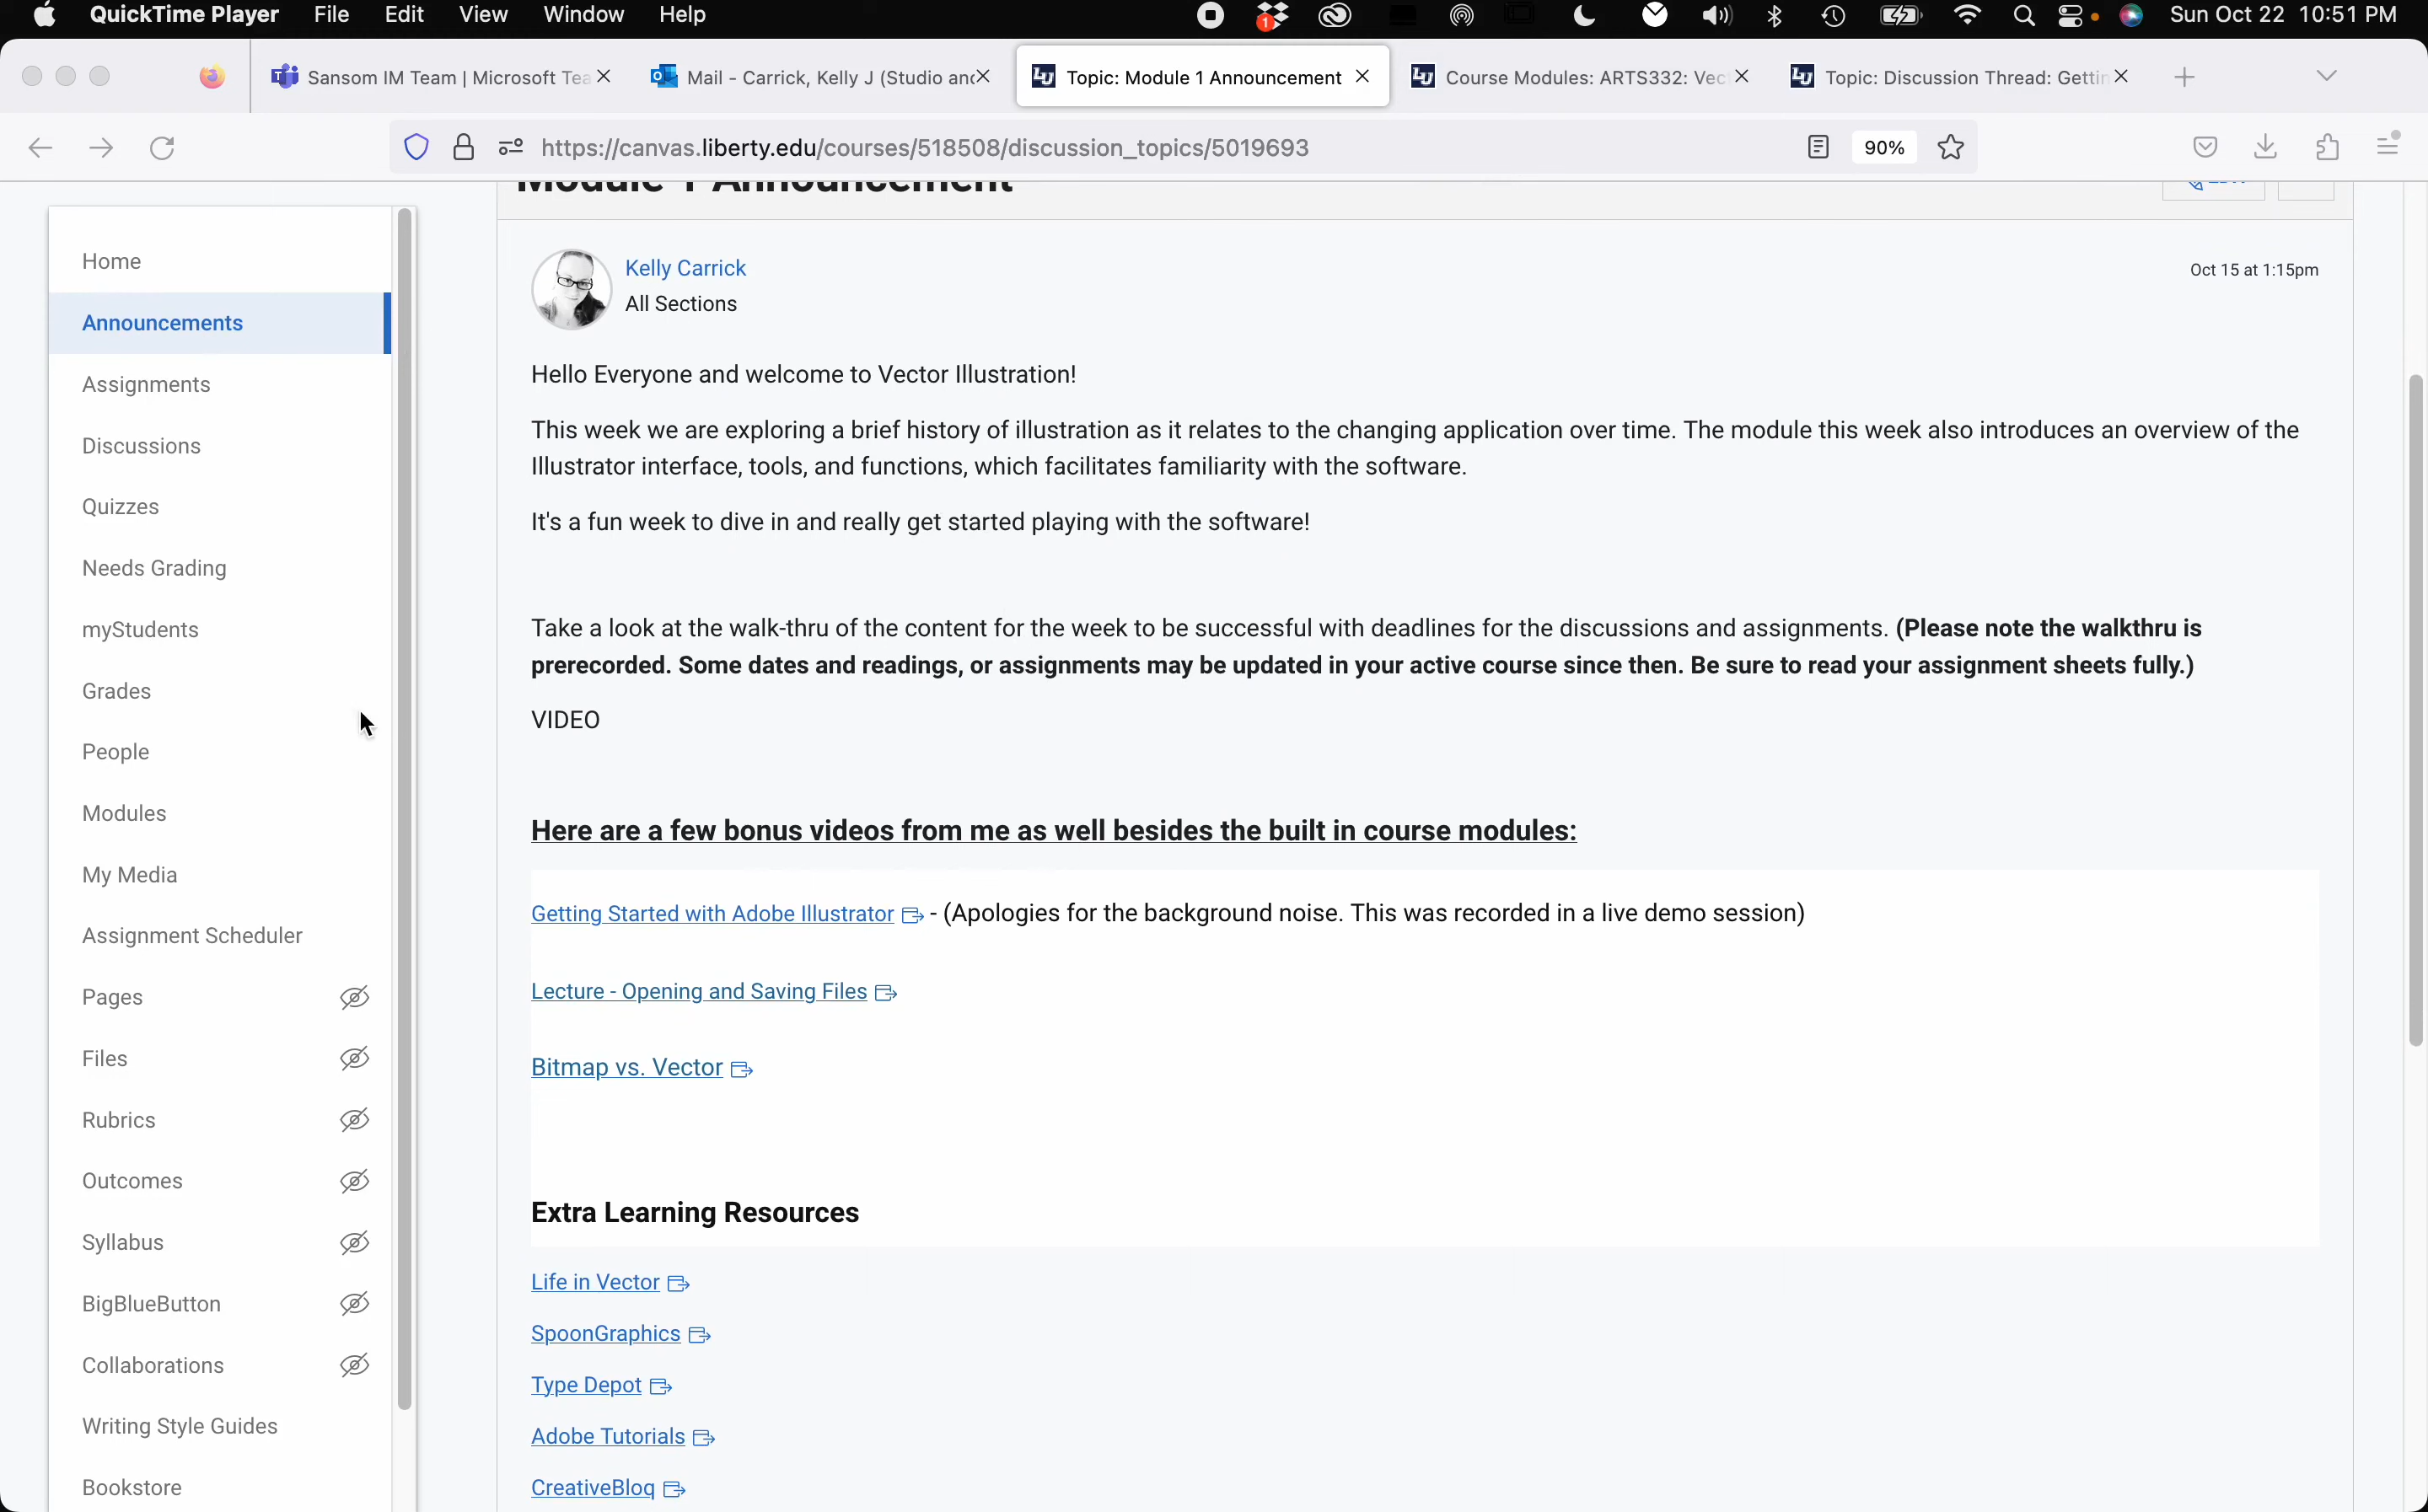 QuickTime Player File Edit View Window Help 1 Sun Oct 22 10:51 PM
Sansom IM Team | Microsoft Tea Mail - Carrick, Kelly J (Studio and Topic: Module 1 Announcement Course Modules: ARTS332: Vec Topic: Discussion Thread: Gettin
https://canvas.liberty.edu/courses/518508/discussion_topics/5019693 90%
Module 1 Announcement
Home
Announcements
Assignments
Discussions
Quizzes
Needs Grading
myStudents
Grades
People
Modules
My Media
Assignment Scheduler
Pages
Files
Rubrics
Outcomes
Syllabus
BigBlueButton
Collaborations
Writing Style Guides
Bookstore
Kelly Carrick
All Sections
Oct 15 at 1:15pm
Hello Everyone and welcome to Vector Illustration!
This week we are exploring a brief history of illustration as it relates to the changing application over time. The module this week also introduces an overview of the
Illustrator interface, tools, and functions, which facilitates familiarity with the software.
It's a fun week to dive in and really get started playing with the software!
Take a look at the walk-thru of the content for the week to be successful with deadlines for the discussions and assignments. (Please note the walkthru is
prerecorded. Some dates and readings, or assignments may be updated in your active course since then. Be sure to read your assignment sheets fully.)
VIDEO
Here are a few bonus videos from me as well besides the built in course modules:
Getting Started with Adobe Illustrator - (Apologies for the background noise. This was recorded in a live demo session)
Lecture - Opening and Saving Files
Bitmap vs. Vector
Extra Learning Resources
Life in Vector
SpoonGraphics
Type Depot
Adobe Tutorials
CreativeBloq